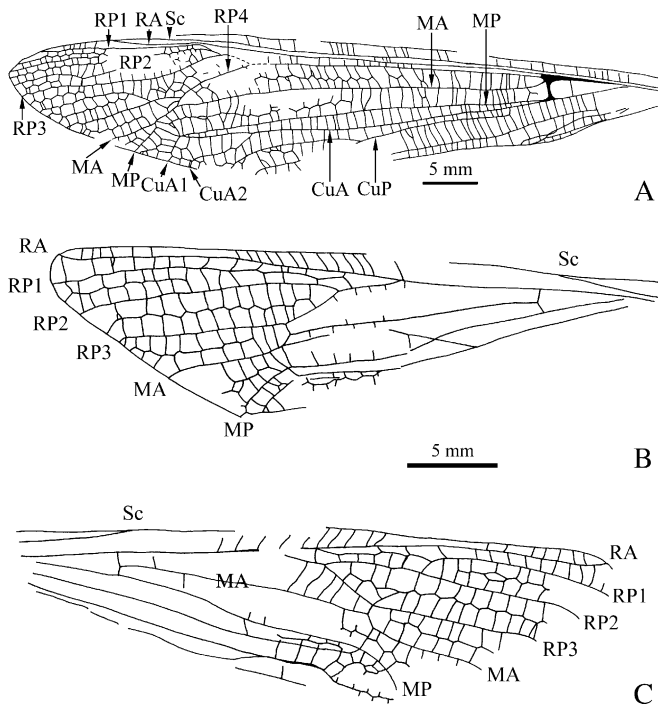 RP1 RA Sc RP4 MA MP
RP2
RP3
MA MP CuA1 CuA2 CuA CuP
5 mm
A
RA Sc
RP1
RP2
RP3
MA
MP
5 mm
B
Sc
RA
MA
RP1
RP2
RP3
MA
MP
C